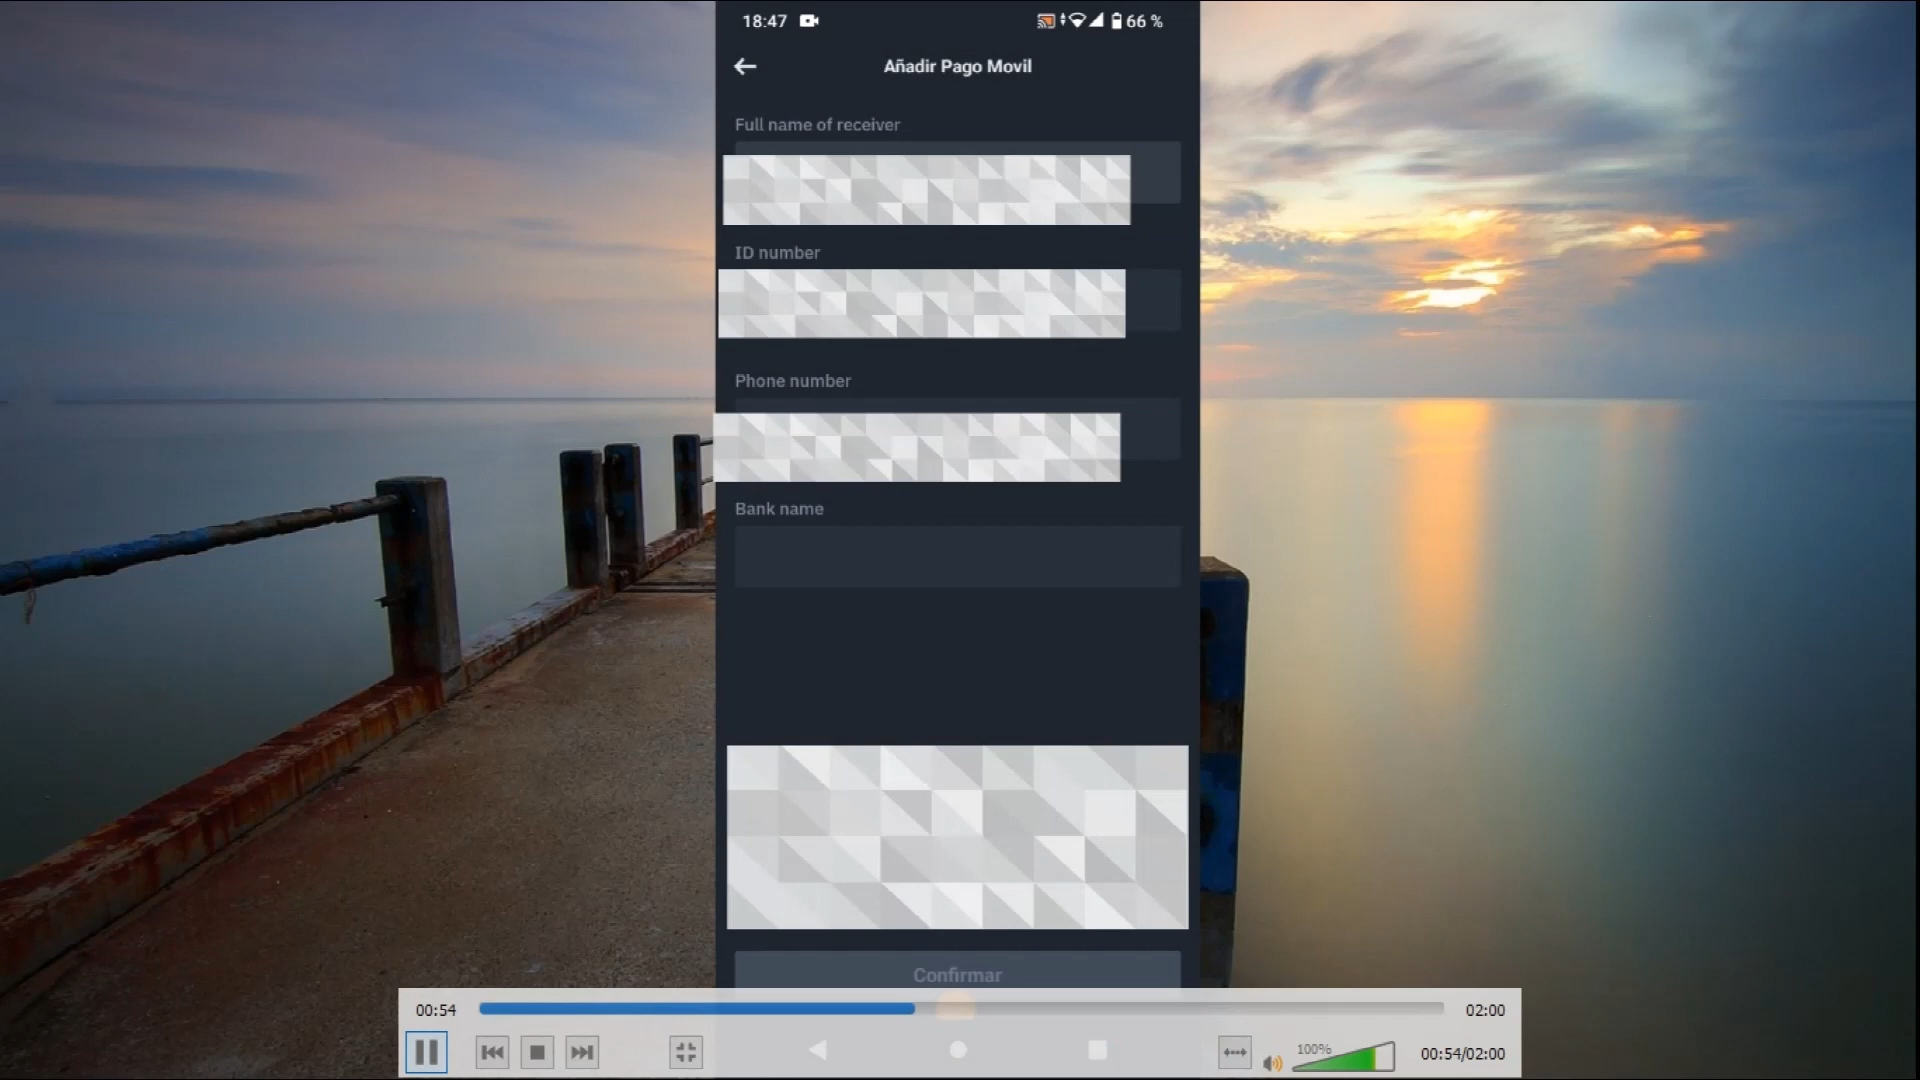 18:47
66 %
Añadir Pago Movil
Full name of receiver
ID number
Phone number
Bank name
Confirmar
00:54
02:00
100%
00:54/02:00